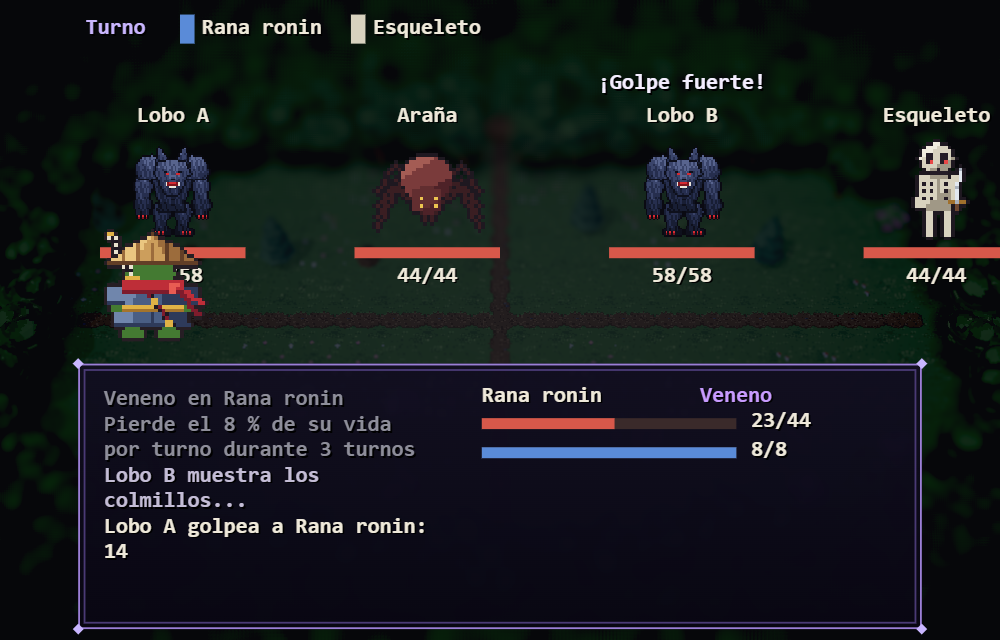 Turno Rana ronin Esqueleto
¡Golpe fuerte!
Lobo A Araña Lobo B Esqueleto
58 44/44 58/58 44/44
Veneno en Rana ronin
Pierde el 8 % de su vida
por turno durante 3 turnos
Lobo B muestra los
colmillos...
Lobo A golpea a Rana ronin:
14
Rana ronin Veneno
23/44
8/8